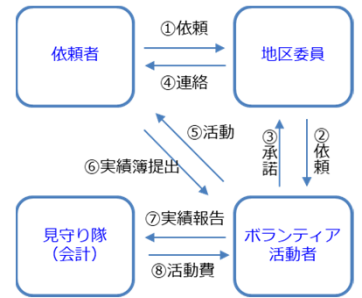 ①依頼
依頼者
地区委員
④連絡
⑤活動
③承諾
②依頼
⑥実績簿提出
⑦実績報告
見守り隊
（会計）
ボランティア
活動者
⑧活動費